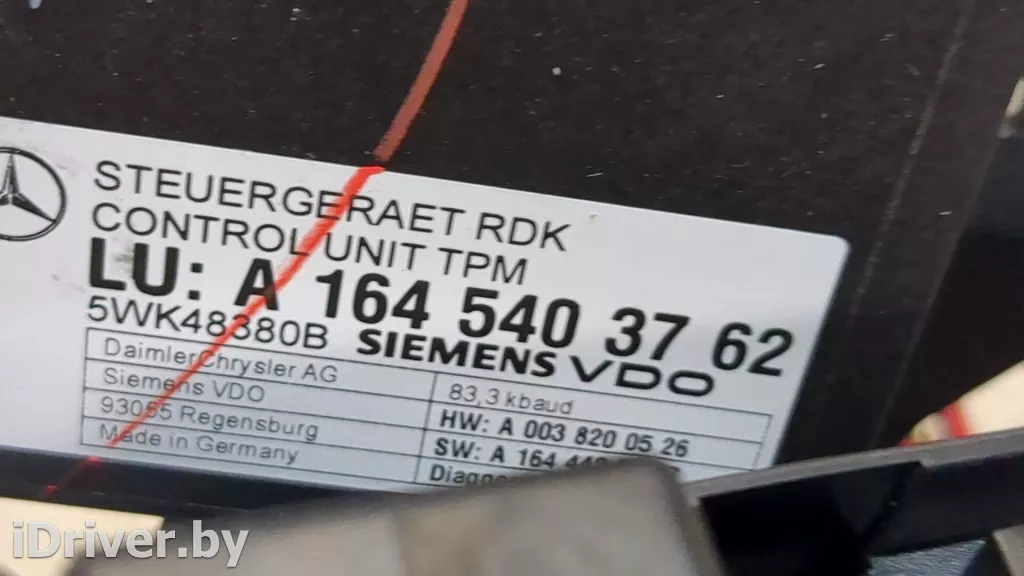 STEUERGERAET RDK
CONTROL UNIT TPM
LU: A 164 540 37 62
5WK48380B SIEMENS VDO
DaimlerChrysler AG
Siemens VDO
93055 Regensburg
Made in Germany
83,3 kbaud
HW: A 003 820 05 26
SW: A 164
iDriver.by